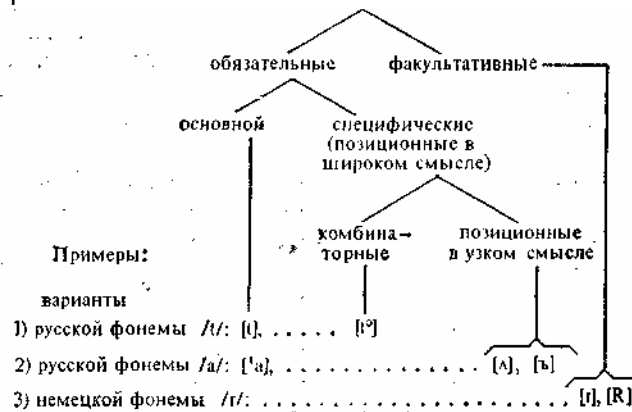 обязательные факультативные
основной специфические
(позиционные в
широком смысле)
комбина-
торные
позиционные
в узком смысле
Примеры:
варианты
1) русской фонемы /t/: [t], . . . . . [t°]
2) русской фонемы /a/: ['a], . . . . . . . . . . . . . . . [ʌ], [ъ]
3) немецкой фонемы /r/: . . . . . . . . . . . . . . . . . . . . [r], [R]